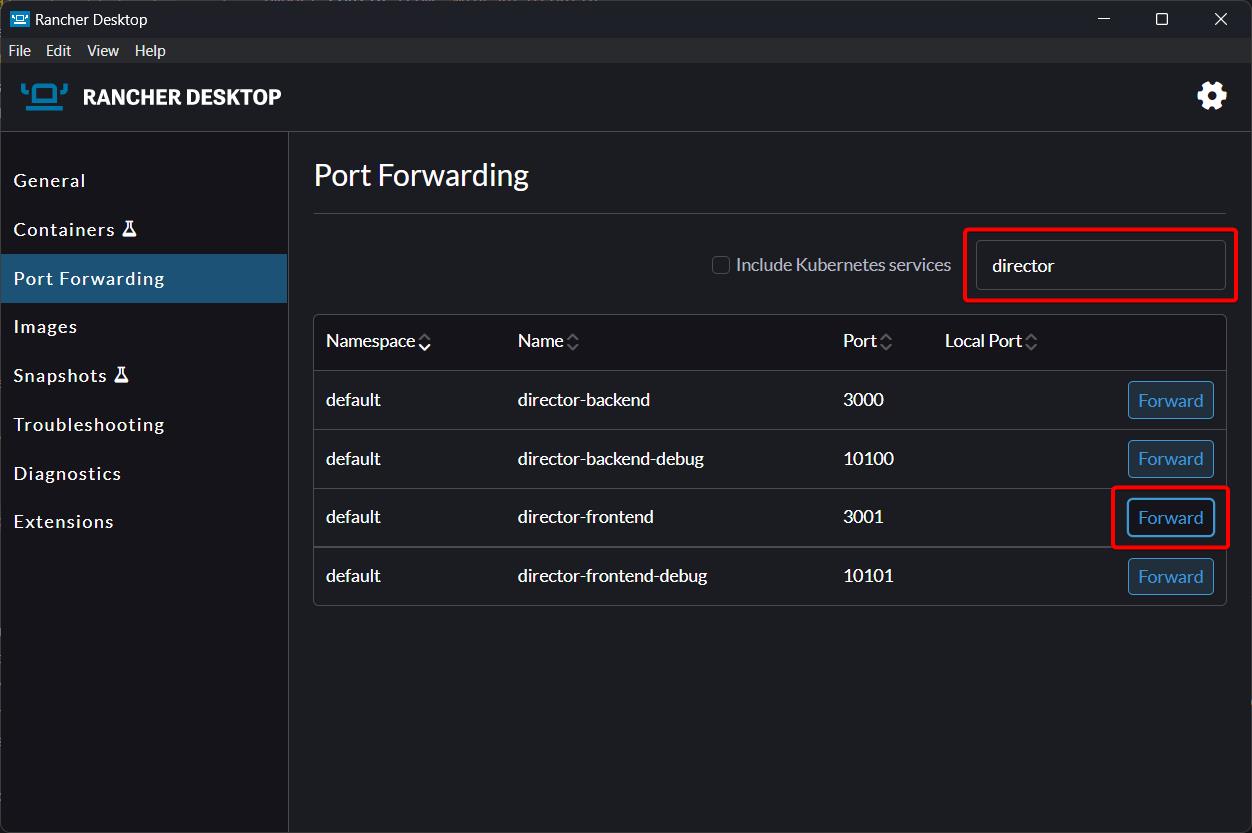 Rancher Desktop
File Edit View Help
RANCHER DESKTOP
General
Containers
Port Forwarding
Images
Snapshots
Troubleshooting
Diagnostics
Extensions
Port Forwarding
Include Kubernetes services director
Namespace Name Port Local Port
default director-backend 3000 Forward
default director-backend-debug 10100 Forward
default director-frontend 3001 Forward
default director-frontend-debug 10101 Forward